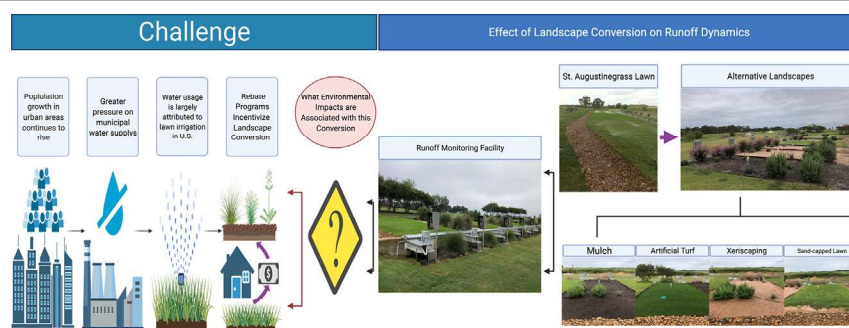 Challenge
Effect of Landscape Conversion on Runoff Dynamics
Population
growth in
urban areas
continues to
rise
Greater
pressure on
municipal
water supply
Water usage
is largely
attributed to
lawn irrigation
in U.S.
Rebate
Programs
Incentivize
Landscape
Conversion
What Environmental
Impacts are
Associated with this
Conversion
?
$
Runoff Monitoring Facility
St. Augustinegrass Lawn
Alternative Landscapes
Mulch
Artificial Turf
Xeriscaping
Sand-capped Lawn